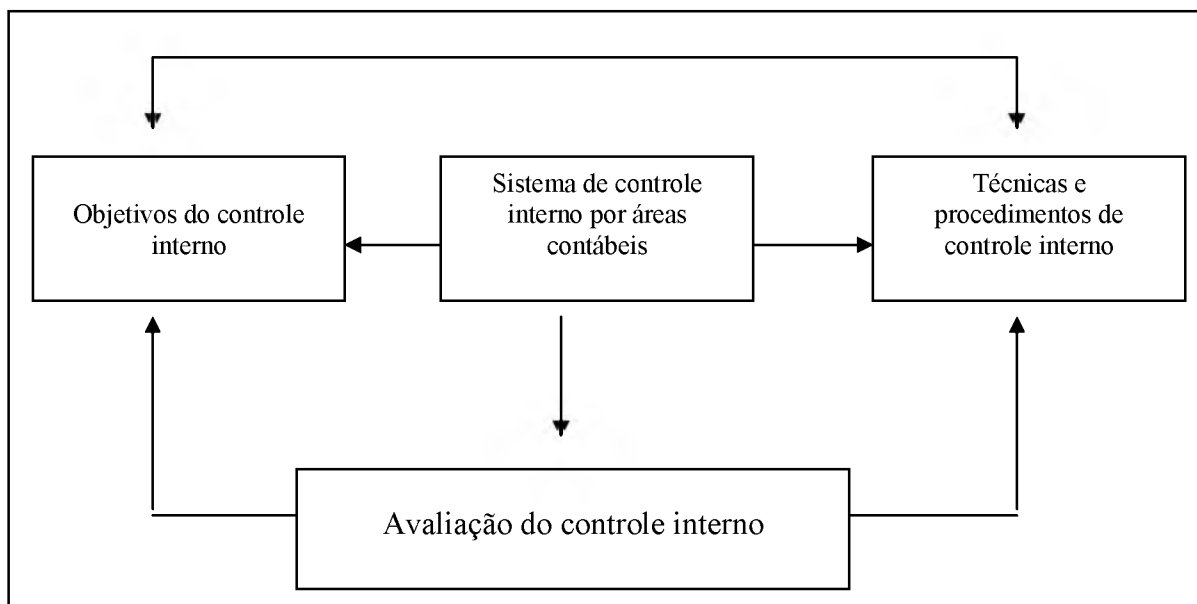 Objetivos do controle
interno
Sistema de controle
interno por áreas
contábeis
Técnicas e
procedimentos de
controle interno
Avaliação do controle interno